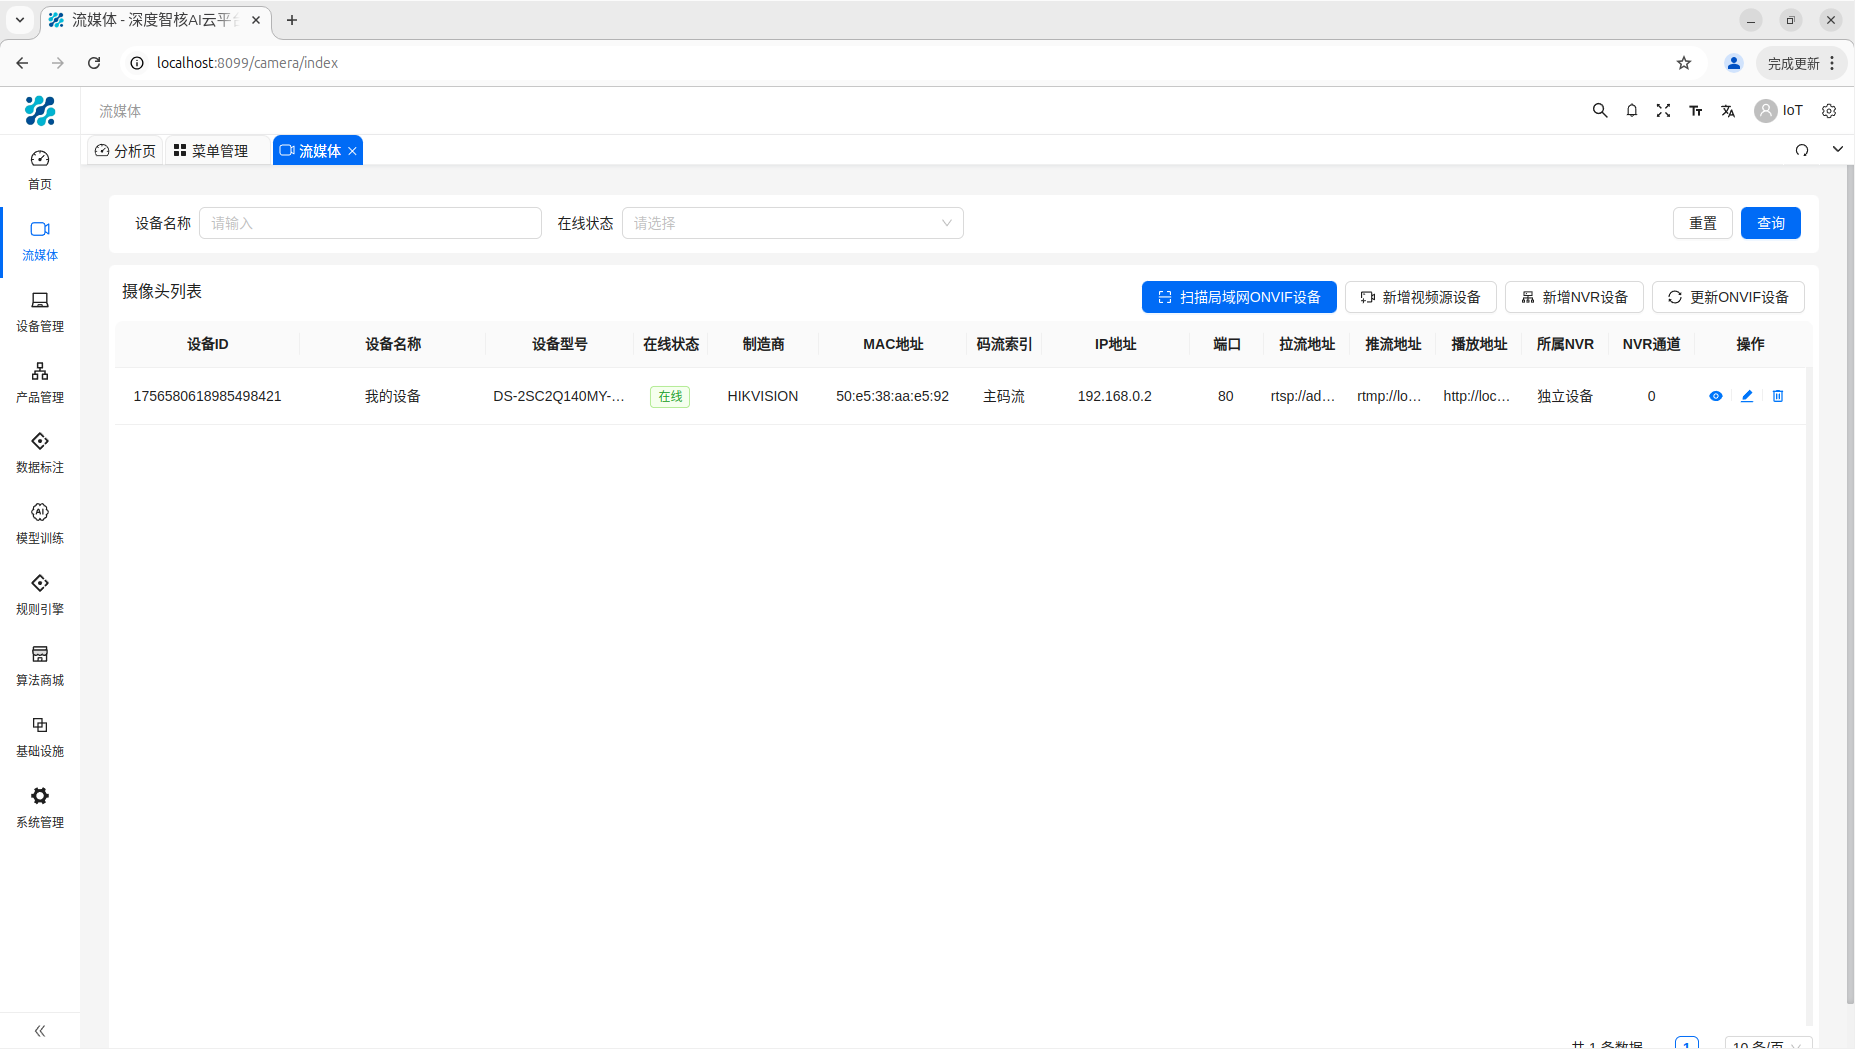 流媒体 - 深度智核AI云平
localhost:8099/camera/index
完成更新
流媒体
IoT
分析页
菜单管理
流媒体
首页
流媒体
设备管理
产品管理
数据标注
AI
模型训练
规则引擎
算法商城
基础设施
系统管理
设备名称 请输入 在线状态 请选择 重置 查询
摄像头列表
扫描局域网ONVIF设备 新增视频源设备 新增NVR设备 更新ONVIF设备
设备ID 设备名称 设备型号 在线状态 制造商 MAC地址 码流索引 IP地址 端口 拉流地址 推流地址 播放地址 所属NVR NVR通道 操作
1756580618985498421 我的设备 DS-2SC2Q140MY-... 在线 HIKVISION 50:e5:38:aa:e5:92 主码流 192.168.0.2 80 rtsp://ad... rtmp://lo... http://loc... 独立设备 0
共 1 条数据 1 10 条/页